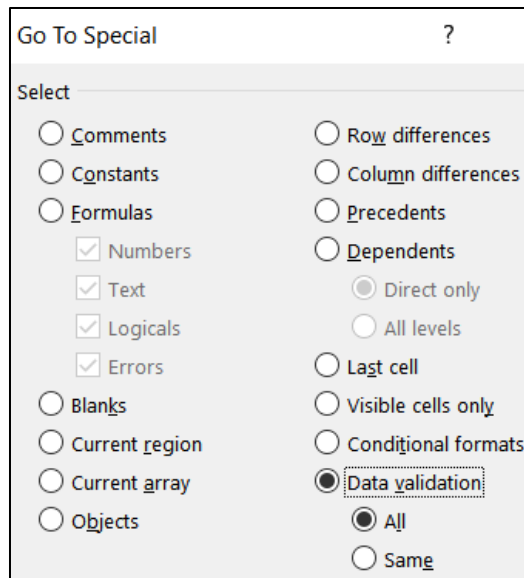 Go To Special ?
Select
Comments
Constants
Formulas
Numbers
Text
Logicals
Errors
Blanks
Current region
Current array
Objects
Row differences
Column differences
Precedents
Dependents
Direct only
All levels
Last cell
Visible cells only
Conditional formats
Data validation
All
Same